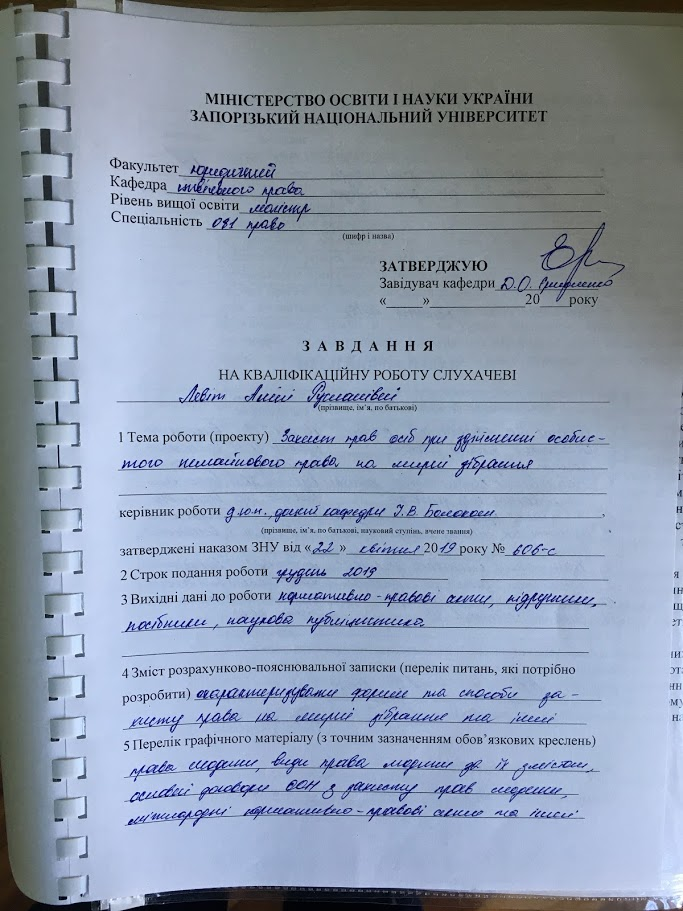 МІНІСТЕРСТВО ОСВІТИ І НАУКИ УКРАЇНИ
ЗАПОРІЗЬКИЙ НАЦІОНАЛЬНИЙ УНІВЕРСИТЕТ
Факультет юридичний
Кафедра цивільного права
Рівень вищої освіти магістр
Спеціальність 081 право
(шифр і назва)
ЗАТВЕРДЖУЮ
Завідувач кафедри Д.О.
«____»____________20____року
З А В Д А Н Н Я
НА КВАЛІФІКАЦІЙНУ РОБОТУ СЛУХАЧЕВІ
Левіт Аліні Русланівні
(прізвище, ім’я, по батькові)
1 Тема роботи (проекту) Захист прав осіб при здійсненні особис-
того немайнового права на мирні зібрання
керівник роботи д.ю.н., доцент кафедри І.В. Болокан,
(прізвище, ім’я, по батькові, науковий ступінь, вчене звання)
затверджені наказом ЗНУ від «22» квітня 2019 року № 606-с
2 Строк подання роботи грудень 2019
3 Вихідні дані до роботи нормативно-правові акти, підручники,
посібники, наукова публіцистика.
4 Зміст розрахунково-пояснювальної записки (перелік питань, які потрібно
розробити) охарактеризувати форми та способи за-
хисту права на мирні зібрання та інші
5 Перелік графічного матеріалу (з точним зазначенням обов’язкових креслень)
права людини, види права людини за їх змістом,
основні договори ООН з захисту прав людини,
міжнародні нормативно-правові акти та інші